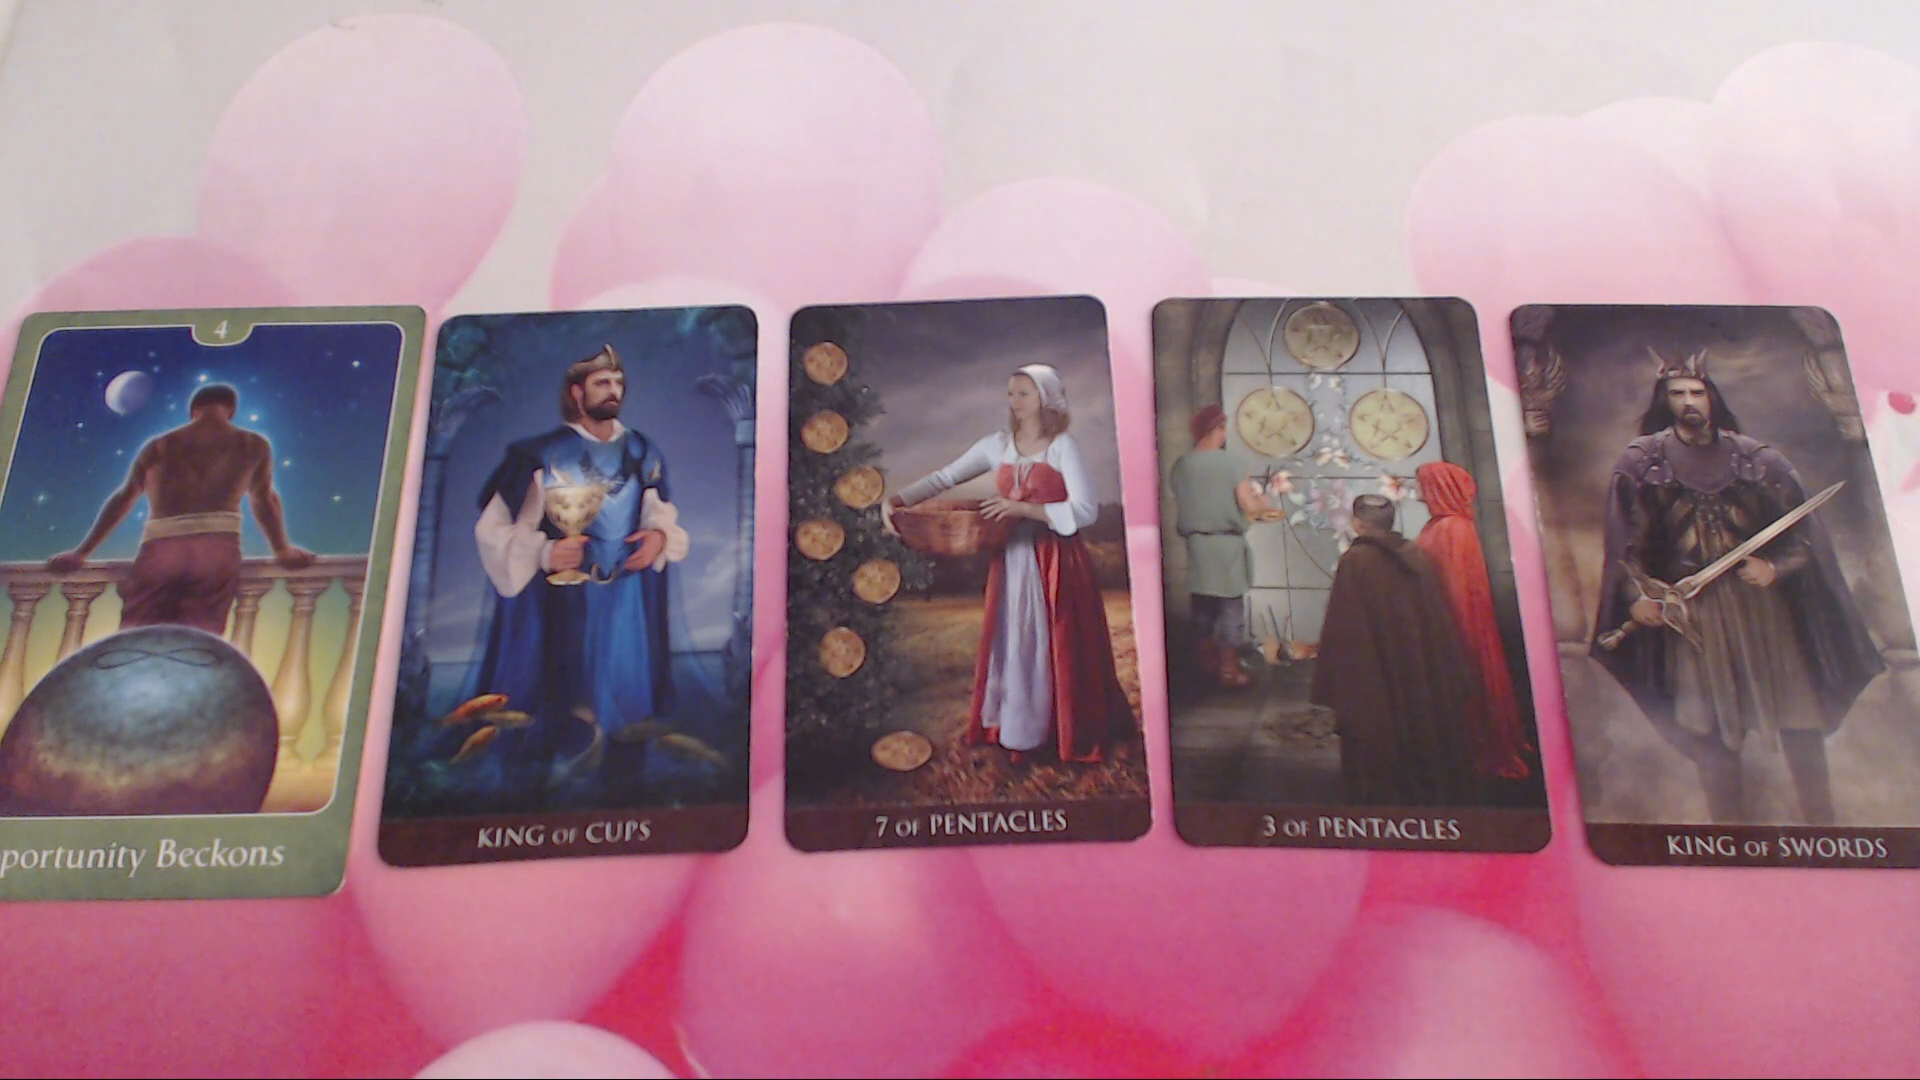 4
portunity Beckons
KING OF CUPS
7 OF PENTACLES
3 OF PENTACLES
KING OF SWORDS